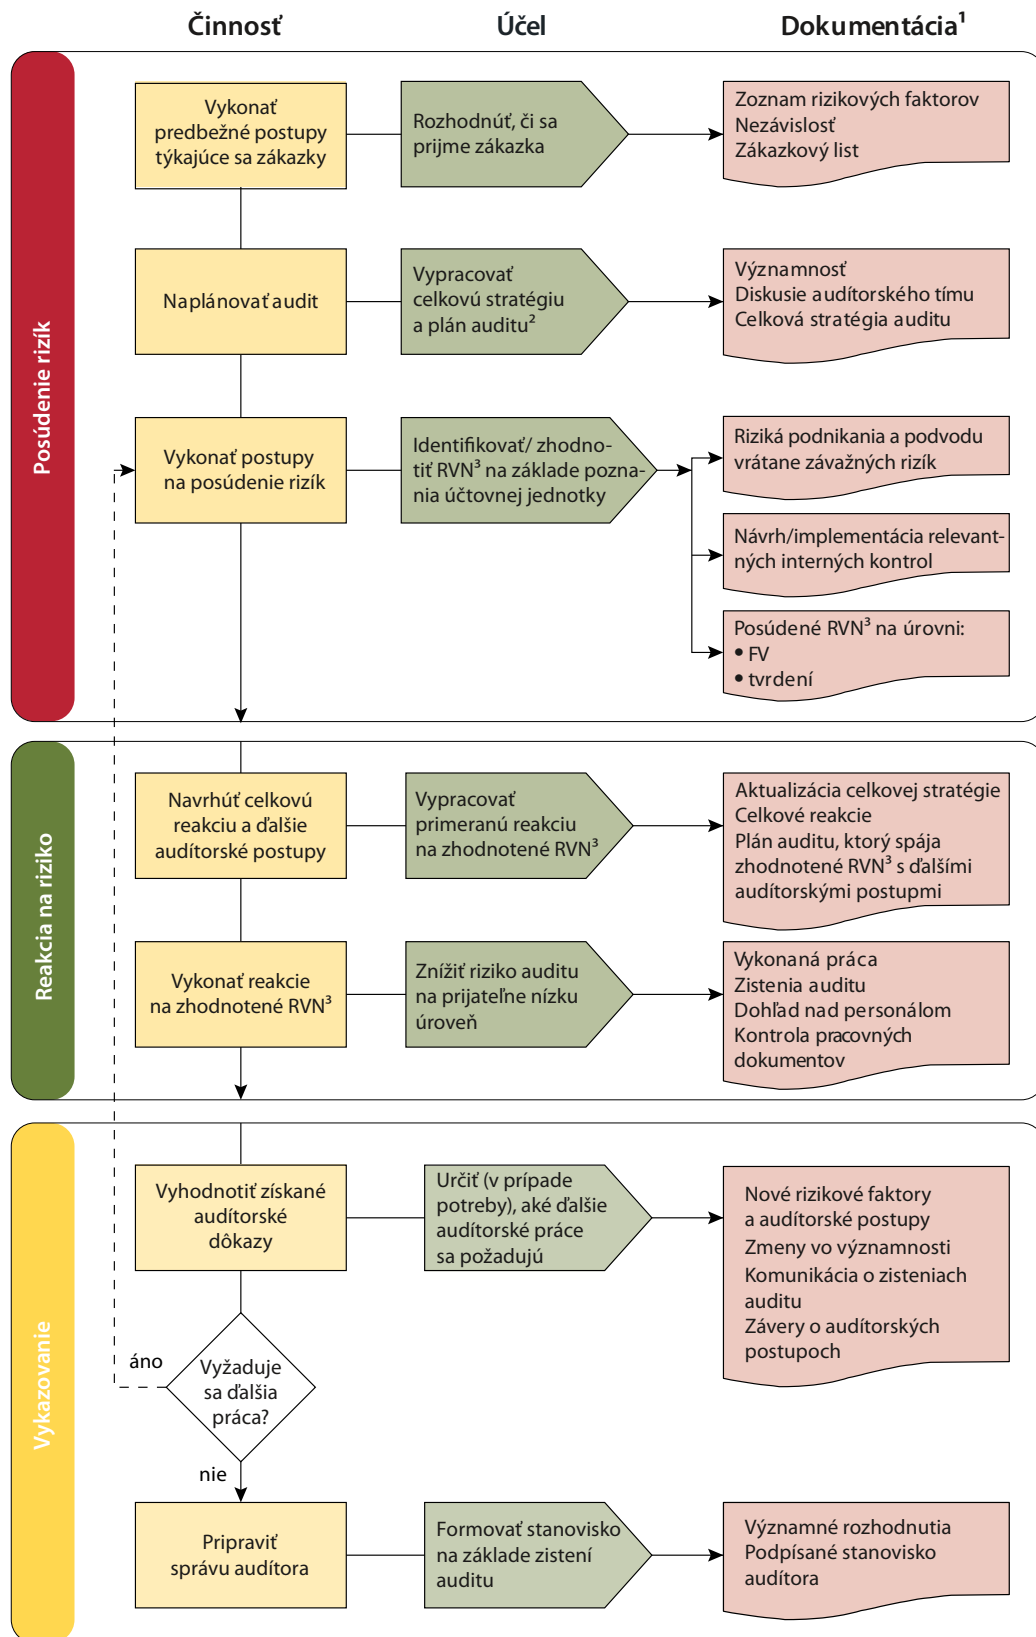 Činnosť
Účel
Dokumentácia¹
Posúdenie rizík
Vykonať
predbežné postupy
týkajúce sa zákazky
Rozhodnúť, či sa
prijme zákazka
Zoznam rizikových faktorov
Nezávislosť
Zákazkový list
Naplánovať audit
Vypracovať
celkovú stratégiu
a plán auditu²
Významnosť
Diskusie audítorského tímu
Celková stratégia auditu
Vykonať postupy
na posúdenie rizík
Identifikovať/ zhodno-
tiť RVN³ na základe pozna-
nia účtovnej jednotky
Riziká podnikania a podvodu
vrátane závažných rizík
Návrh/implementácia relevant-
ných interných kontrol
Posúdené RVN³ na úrovni:
• FV
• tvrdení
Reakcia na riziko
Navrhúť celkovú
reakciu a ďalšie
audítorské postupy
Vypracovať
primeranú reakciu
na zhodnotené RVN³
Aktualizácia celkovej stratégie
Celkové reakcie
Plán auditu, ktorý spája
zhodnotené RVN³ s ďalšími
audítorskými postupmi
Vykonať reakcie
na zhodnotené RVN³
Znížiť riziko auditu
na prijateľne nízku
úroveň
Vykonaná práca
Zistenia auditu
Dohľad nad personálom
Kontrola pracovných
dokumentov
Vykazovanie
Vyhodnotiť získané
audítorské
dôkazy
Určiť (v prípade
potreby), aké ďalšie
audítorské práce
sa požadujú
Nové rizikové faktory
a audítorské postupy
Zmeny vo významnosti
Komunikácia o zisteniach
auditu
Závery o audítorských
postupoch
áno
Vyžaduje
sa ďalšia
práca?
nie
Pripraviť
správu audítora
Formovať stanovisko
na základe zistení
auditu
Významné rozhodnutia
Podpísané stanovisko
audítora